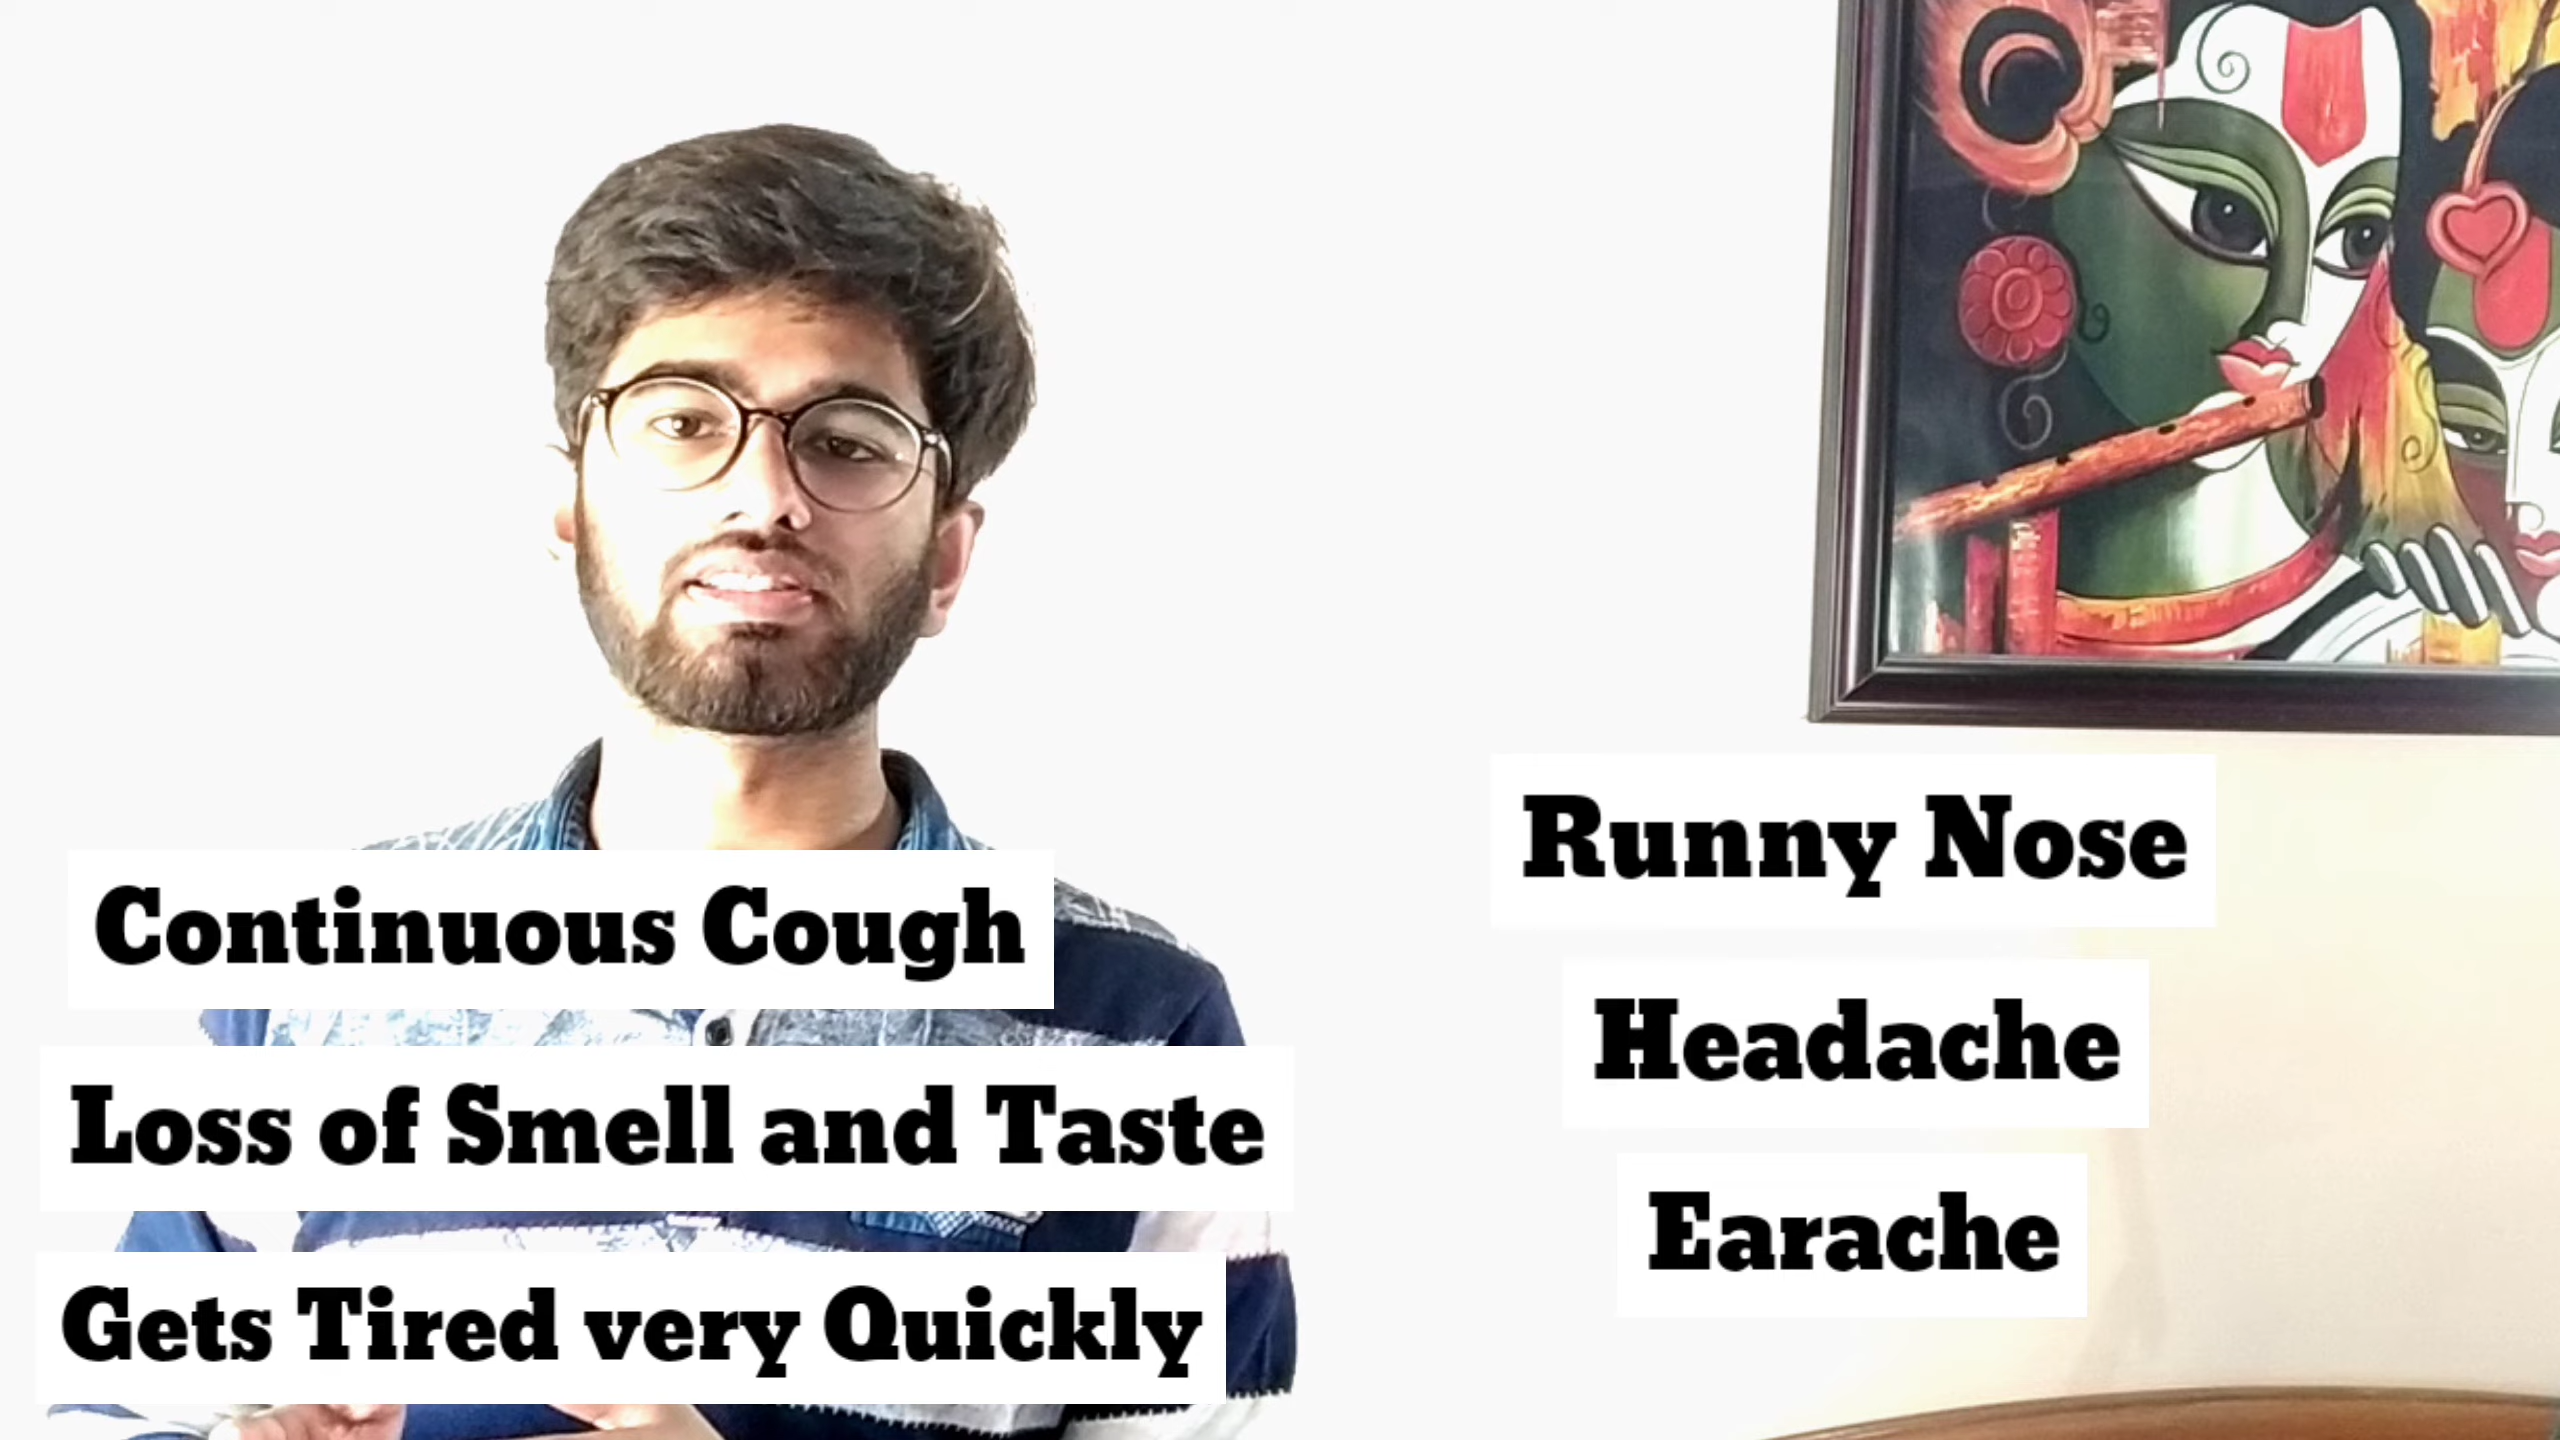 Continuous Cough
Loss of Smell and Taste
Gets Tired very Quickly
Runny Nose
Headache
Earache